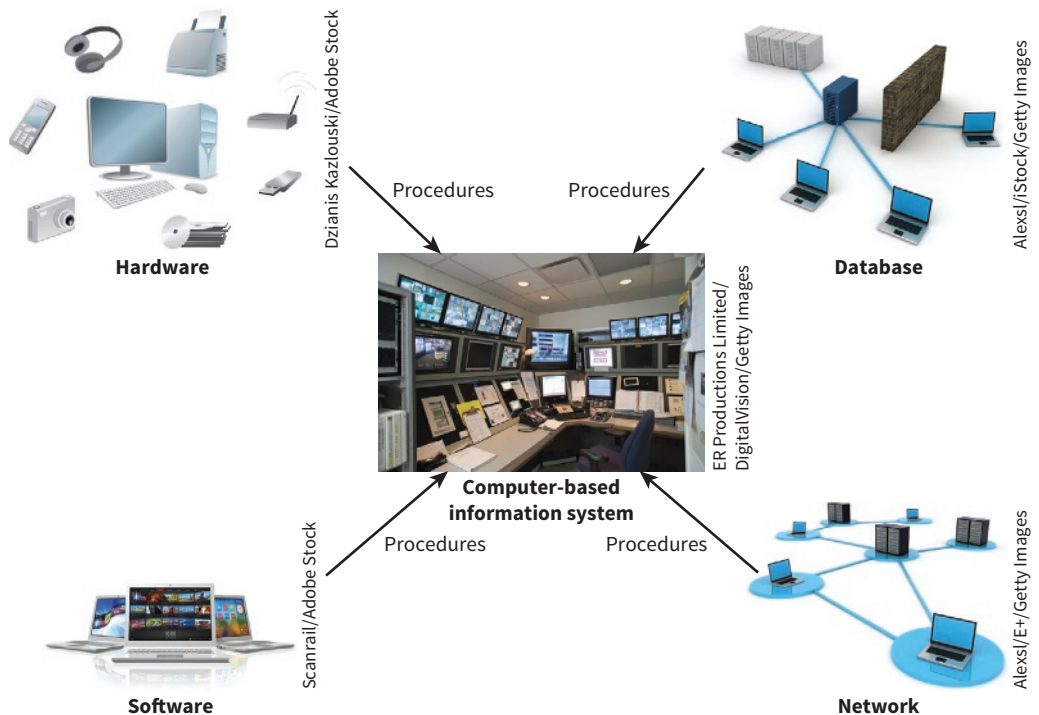 Dzianis Kazlouski/Adobe Stock
Hardware
Procedures
Procedures
Alexsl/iStock/Getty Images
Database
ER Productions Limited/
DigitalVision/Getty Images
Computer-based
information system
Procedures
Procedures
Scanrail/Adobe Stock
Software
Alexsl/E+/Getty Images
Network